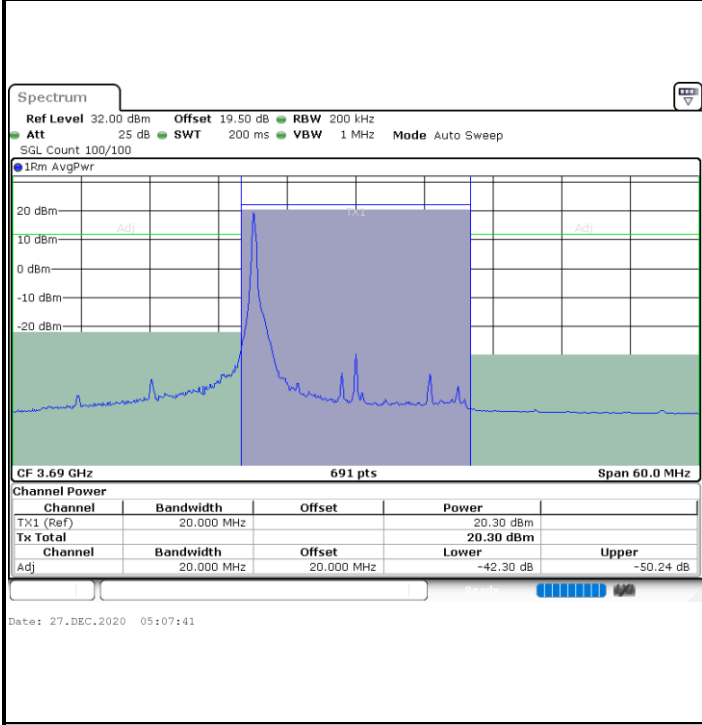 Spectrum
Ref Level 32.00 dBm Offset 19.50 dB RBW 200 kHz
Att 25 dB SWT 200 ms VBW 1 MHz Mode Auto Sweep
SGL Count 100/100
1Rm AvgPwr
TX1
20 dBm
Adj Adj
10 dBm
0 dBm
-10 dBm
-20 dBm
CF 3.69 GHz 691 pts Span 60.0 MHz
Channel Power
Channel Bandwidth Offset Power
TX1 (Ref) 20.000 MHz 20.30 dBm
Tx Total 20.30 dBm
Channel Bandwidth Offset Lower Upper
Adj 20.000 MHz 20.000 MHz -42.30 dB -50.24 dB
Ready
Date: 27.DEC.2020 05:07:41